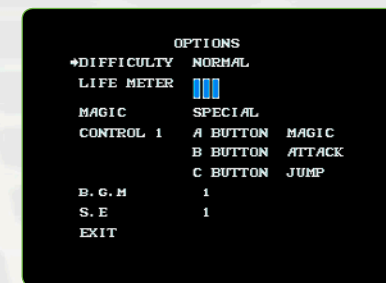 OPTIONS
➔DIFFICULTY NORMAL
LIFE METER
MAGIC SPECIAL
CONTROL 1 A BUTTON MAGIC
B BUTTON ATTACK
C BUTTON JUMP
B.G.M 1
S.E 1
EXIT